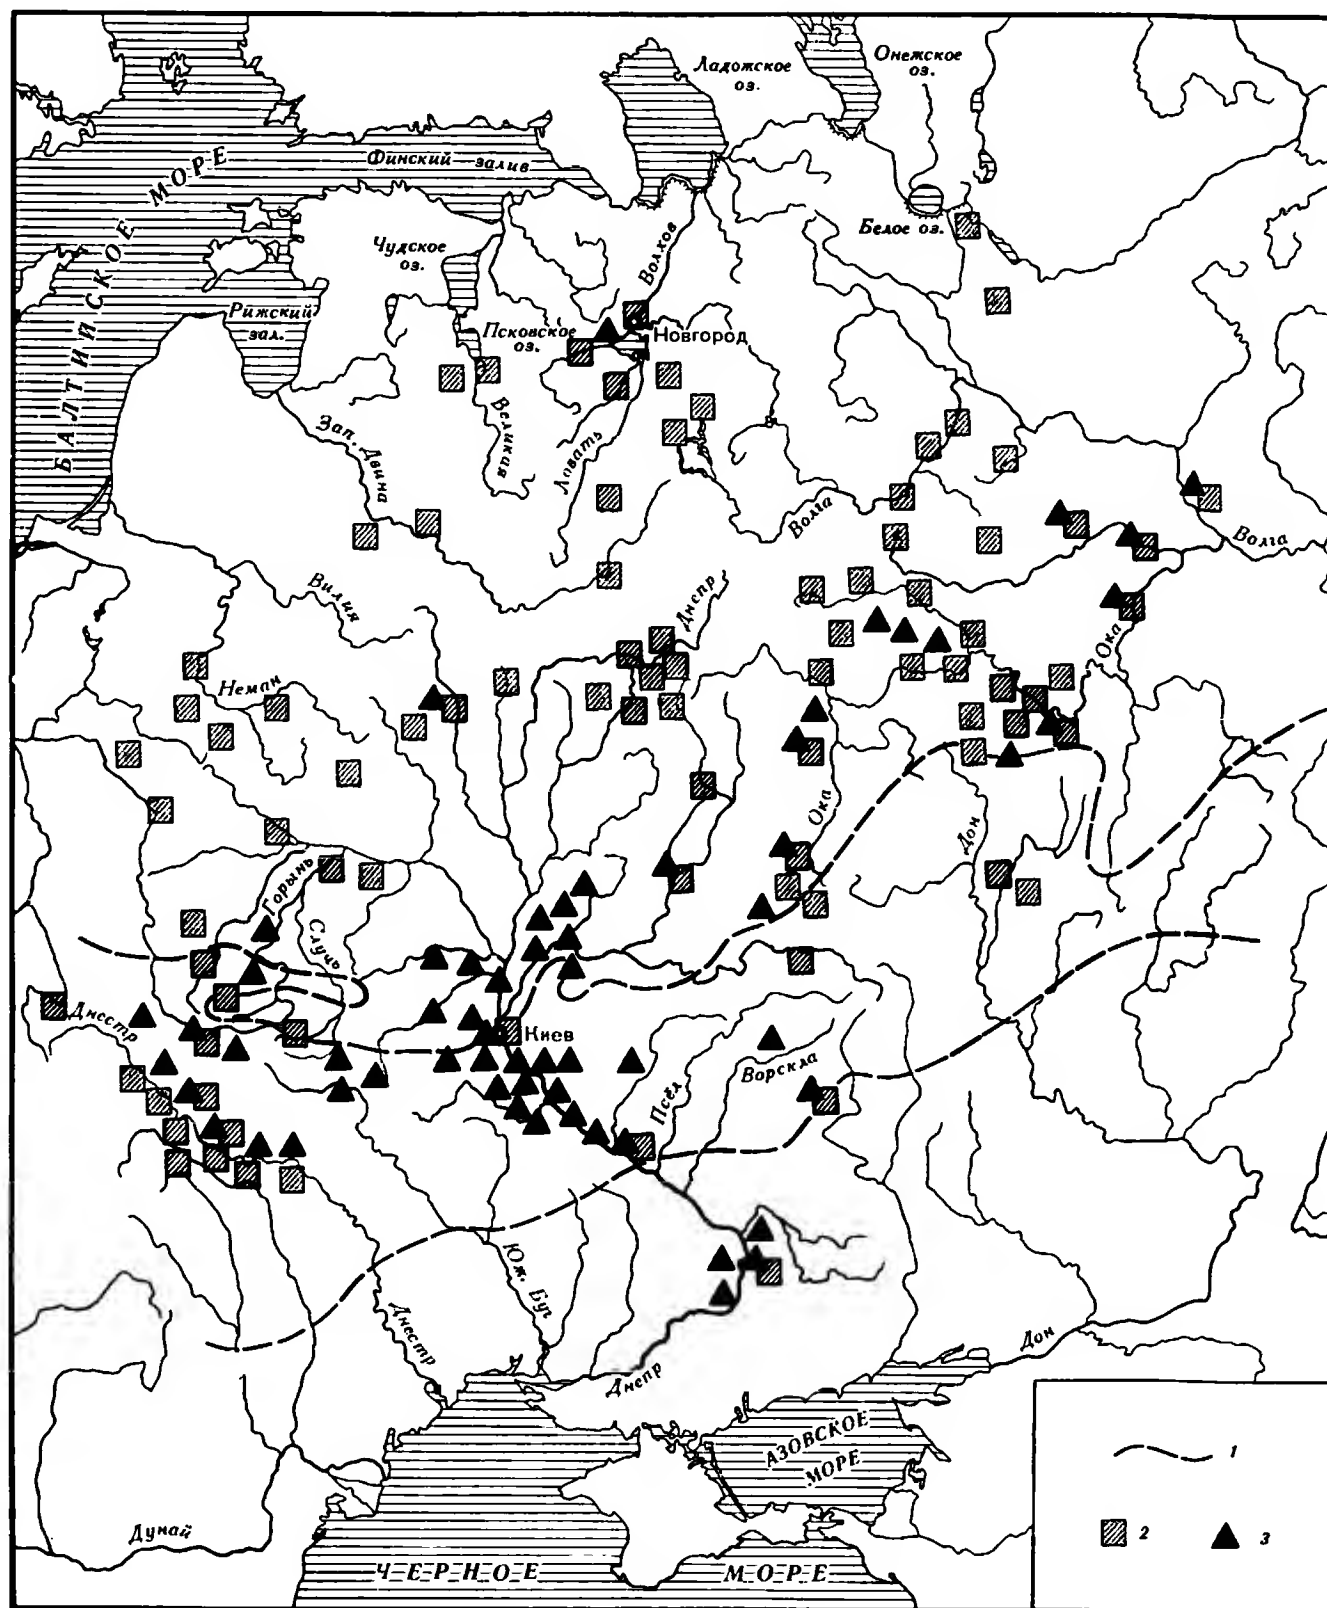 Ладожское
оз.
Онежское
оз.
БАЛТИЙСКОЕ МОРЕ
Финский залив
Белое оз.
Чудское
оз.
Волхов
Рижский
зал.
Псковское
оз.
Новгород
Великая
Ловать
Зап. Двина
Волга
Волга
Вилия
Днепр
Ока
Неман
Ока
Дон
Горынь
Случь
Днестр
Киев
Псёл
Ворскла
Юж. Буг
Днестр
Днепр
Дон
АЗОВСКОЕ
МОРЕ
Дунай
ЧЕРНОЕ МОРЕ
1
2
3